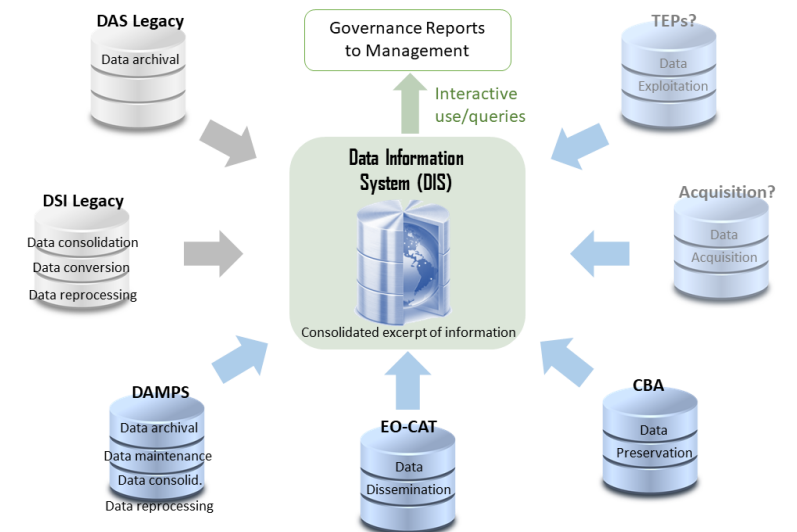 DAS Legacy
Data archival
Governance Reports
to Management
TEPs?
Data
Exploitation
Interactive
use/queries
Data Information
System (DIS)
Consolidated excerpt of information
DSI Legacy
Data consolidation
Data conversion
Data reprocessing
Acquisition?
Data
Acquisition
DAMPS
Data archival
Data maintenance
Data consolid.
Data reprocessing
EO-CAT
Data
Dissemination
CBA
Data
Preservation